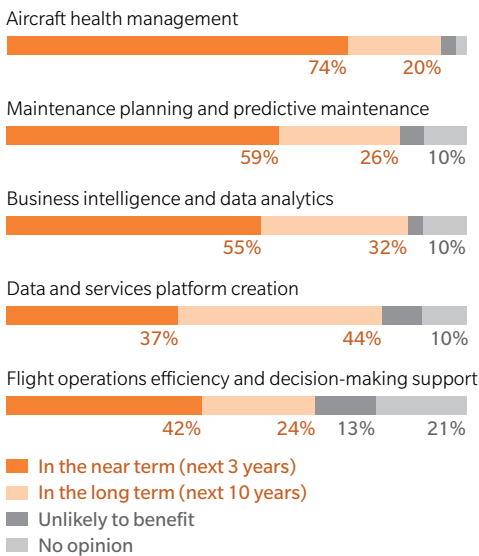 Aircraft health management
74% 20%
Maintenance planning and predictive maintenance
59% 26% 10%
Business intelligence and data analytics
55% 32% 10%
Data and services platform creation
37% 44% 10%
Flight operations efficiency and decision-making support
42% 24% 13% 21%
In the near term (next 3 years)
In the long term (next 10 years)
Unlikely to benefit
No opinion